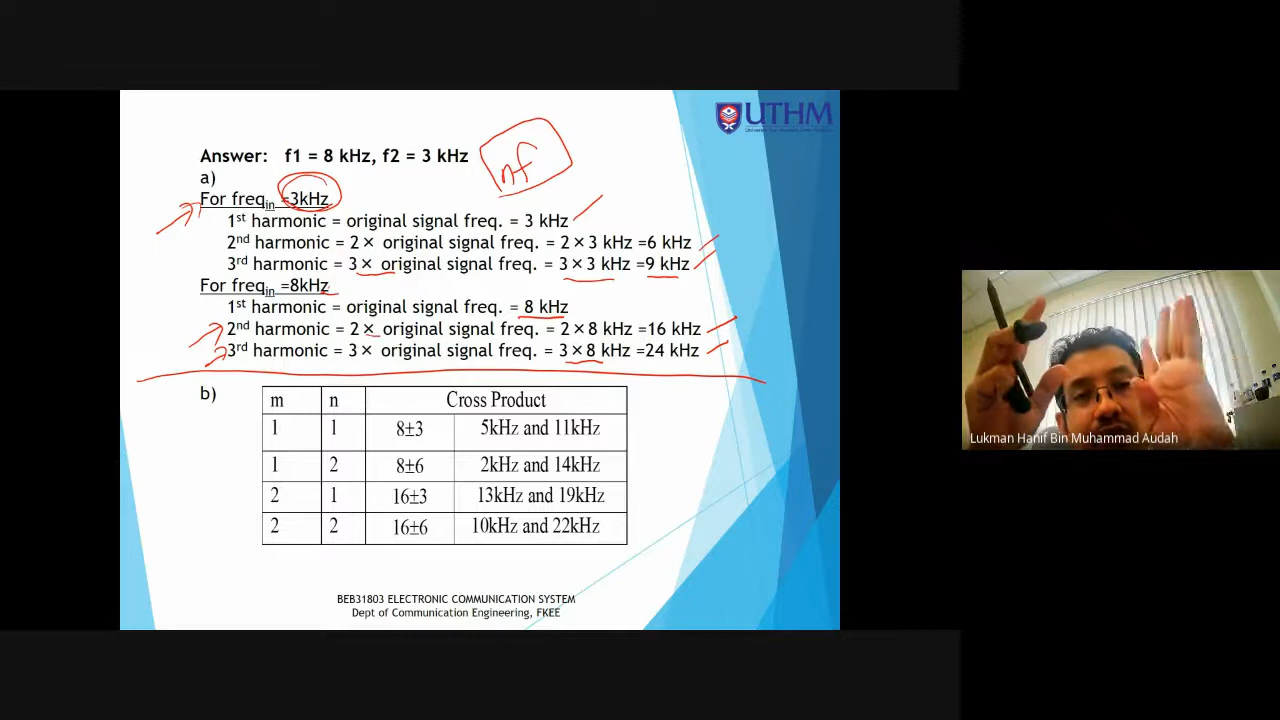 UTHM
nf
Answer: f1 = 8 kHz, f2 = 3 kHz
a)
For freqin =3kHz
1st harmonic = original signal freq. = 3 kHz
2nd harmonic = 2 × original signal freq. = 2 × 3 kHz =6 kHz
3rd harmonic = 3 × original signal freq. = 3 × 3 kHz =9 kHz
For freqin =8kHz
1st harmonic = original signal freq. = 8 kHz
2nd harmonic = 2 × original signal freq. = 2 × 8 kHz =16 kHz
3rd harmonic = 3 × original signal freq. = 3 × 8 kHz =24 kHz
b)
m n Cross Product
1 1 8±3 5kHz and 11kHz
1 2 8±6 2kHz and 14kHz
2 1 16±3 13kHz and 19kHz
2 2 16±6 10kHz and 22kHz
BEB31803 ELECTRONIC COMMUNICATION SYSTEM
Dept of Communication Engineering, FKEE
Lukman Hanif Bin Muhammad Audah